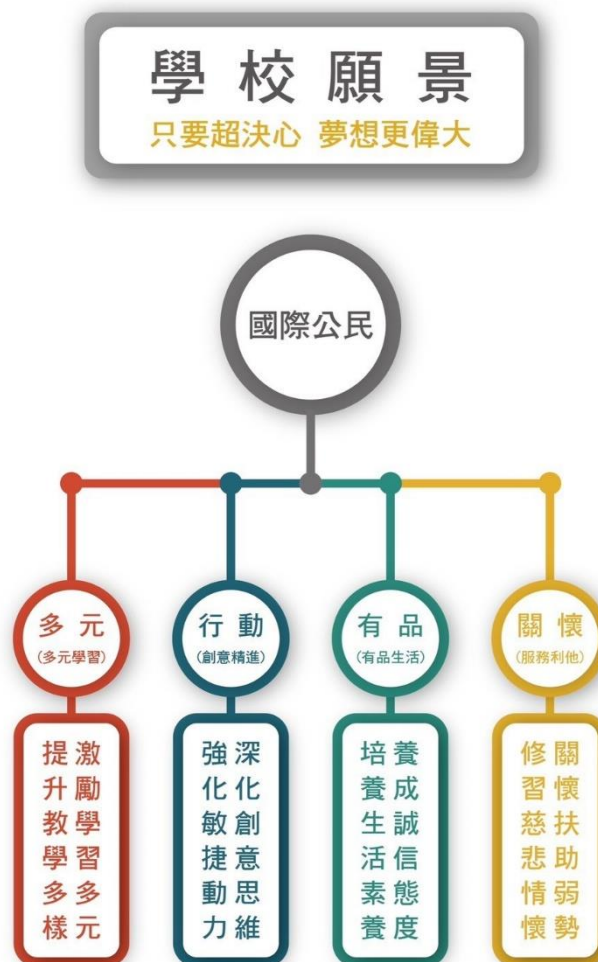 學校願景
只要超決心 夢想更偉大
國際公民
多元
(多元學習)
激勵學習多元
提升教學多樣
行動
(創意精進)
深化創意思維
強化敏捷動力
有品
(有品生活)
養成誠信態度
培養生活素養
關懷
(服務利他)
關懷扶助弱勢
修習慈悲情懷